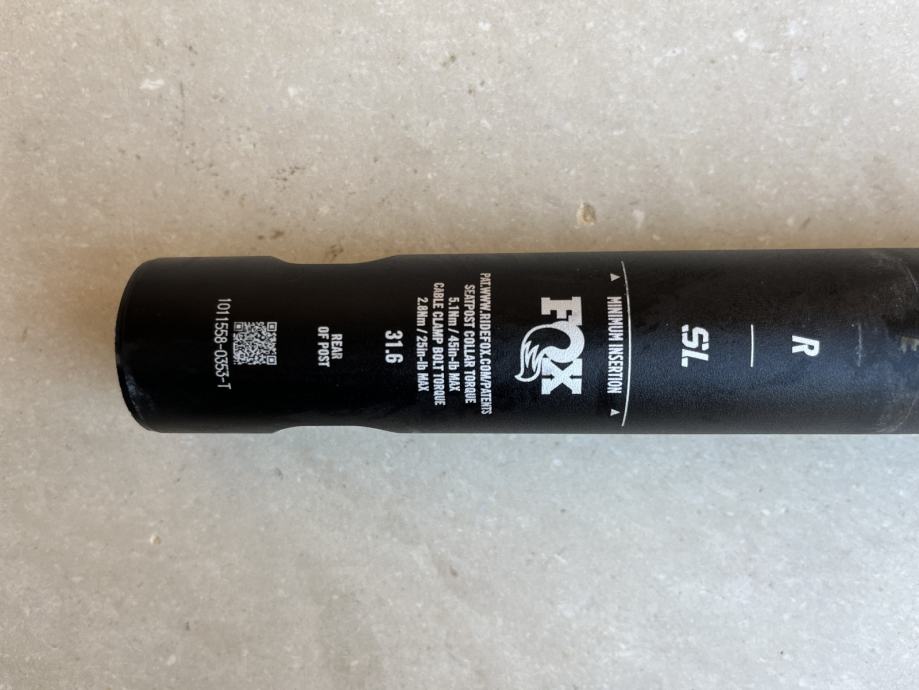 R
SL
MINIMUM INSERTION
FOX
PAT.WWW.RIDEFOX.COM/PATENTS
SEATPOST COLLAR TORQUE
5.1Nm / 45in-lb MAX
CABLE CLAMP BOLT TORQUE
2.8Nm / 25in-lb MAX
31.6
REAR
OF POST
1011558-0353-T